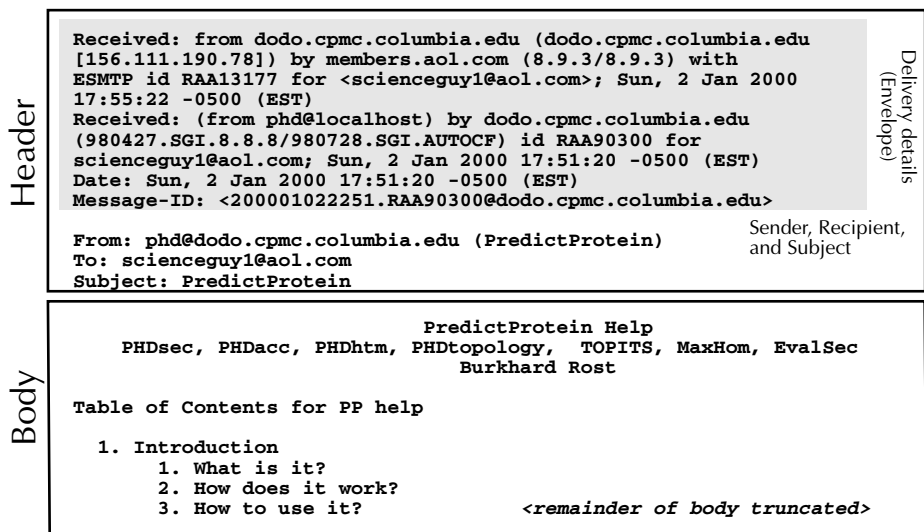 Header
Received: from dodo.cpmc.columbia.edu (dodo.cpmc.columbia.edu
[156.111.190.78]) by members.aol.com (8.9.3/8.9.3) with
ESMTP id RAA13177 for <scienceguy1@aol.com>; Sun, 2 Jan 2000
17:55:22 -0500 (EST)
Received: (from phd@localhost) by dodo.cpmc.columbia.edu
(980427.SGI.8.8.8/980728.SGI.AUTOCF) id RAA90300 for
scienceguy1@aol.com; Sun, 2 Jan 2000 17:51:20 -0500 (EST)
Date: Sun, 2 Jan 2000 17:51:20 -0500 (EST)
Message-ID: <200001022251.RAA90300@dodo.cpmc.columbia.edu>
Delivery details
(Envelope)
From: phd@dodo.cpmc.columbia.edu (PredictProtein)
To: scienceguy1@aol.com
Subject: PredictProtein
Sender, Recipient,
and Subject
Body
PredictProtein Help
PHDsec, PHDacc, PHDhtm, PHDtopology, TOPITS, MaxHom, EvalSec
Burkhard Rost
Table of Contents for PP help
1. Introduction
1. What is it?
2. How does it work?
3. How to use it? <remainder of body truncated>